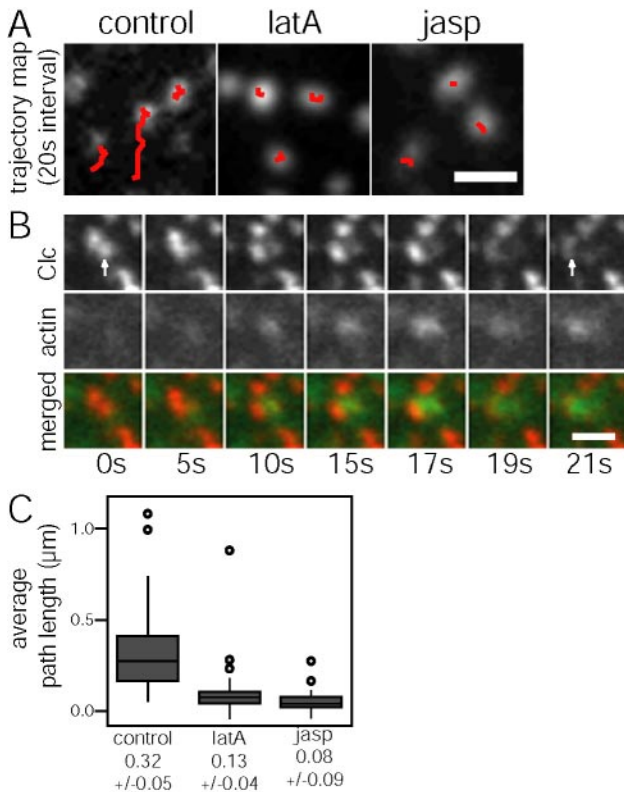 A
control latA jasp
trajectory map
(20s interval)
B
Clc
actin
merged
0s 5s 10s 15s 17s 19s 21s
C
average
path length (µm)
1.0
0.5
0.0
control latA jasp
0.32 0.13 0.08
+/-0.05 +/-0.04 +/-0.09